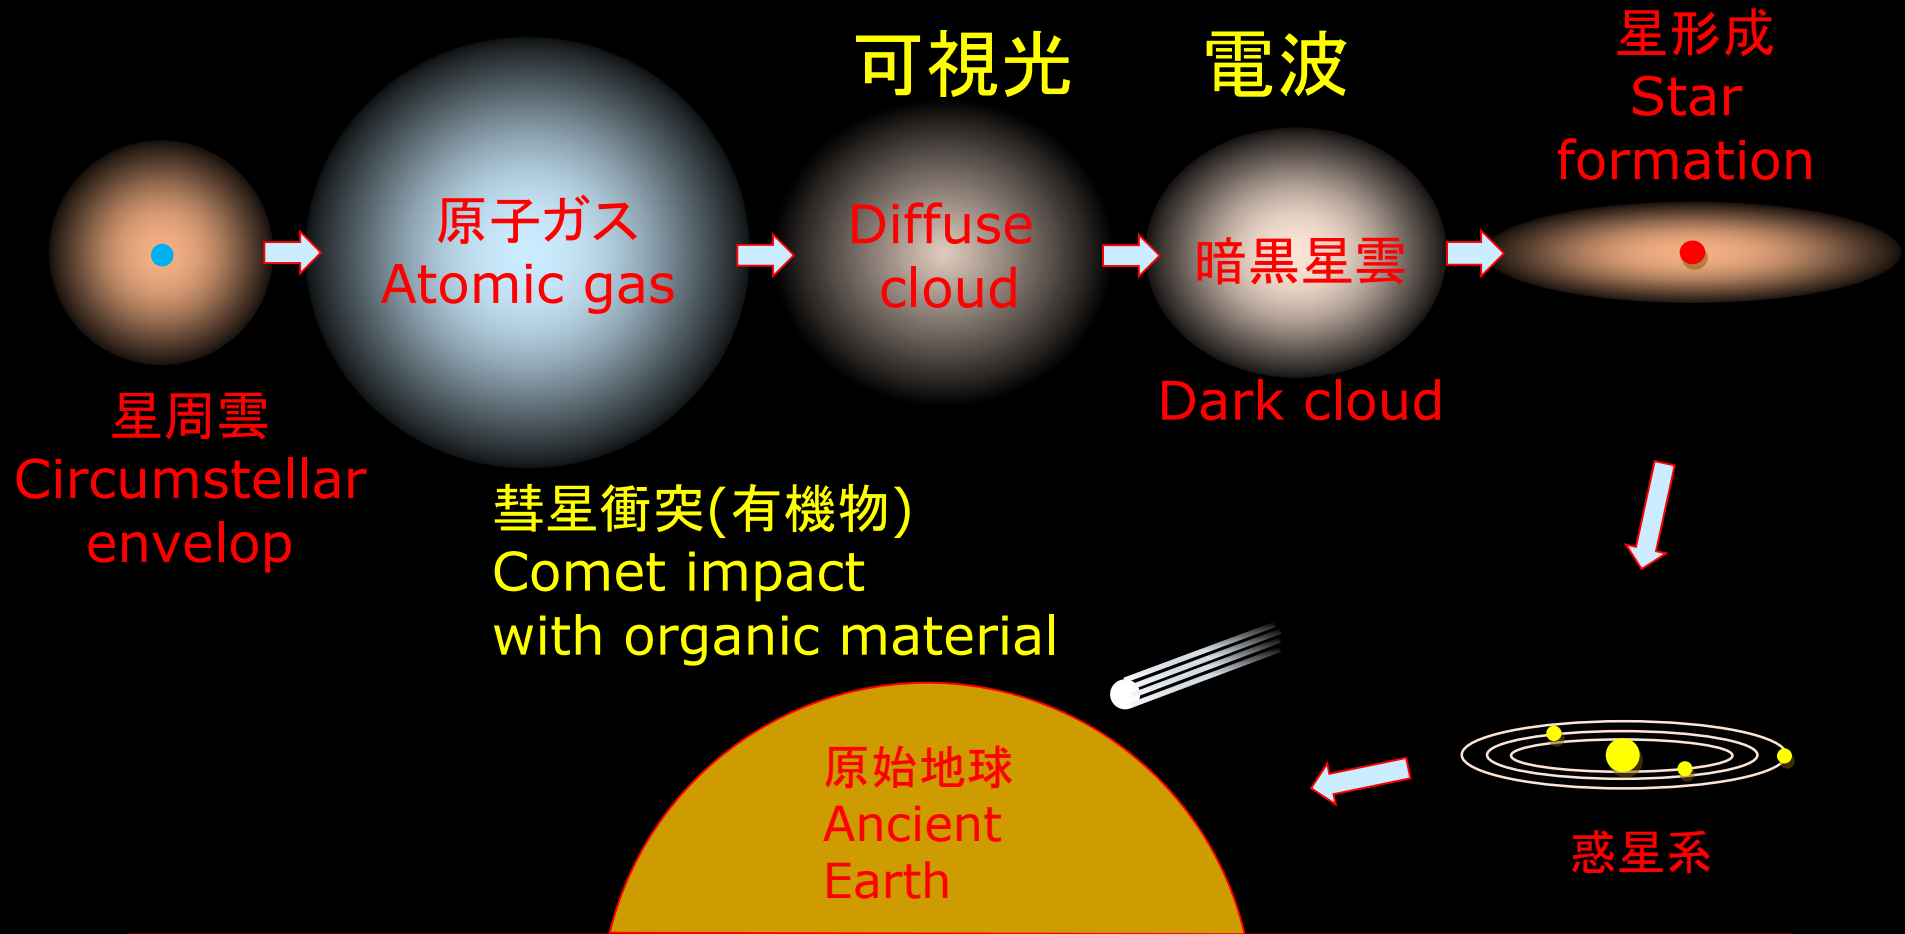 可視光
電波
星形成
Star
formation
原子ガス
Atomic gas
Diffuse
cloud
暗黒星雲
Dark cloud
星周雲
Circumstellar
envelop
彗星衝突(有機物)
Comet impact
with organic material
原始地球
Ancient
Earth
惑星系